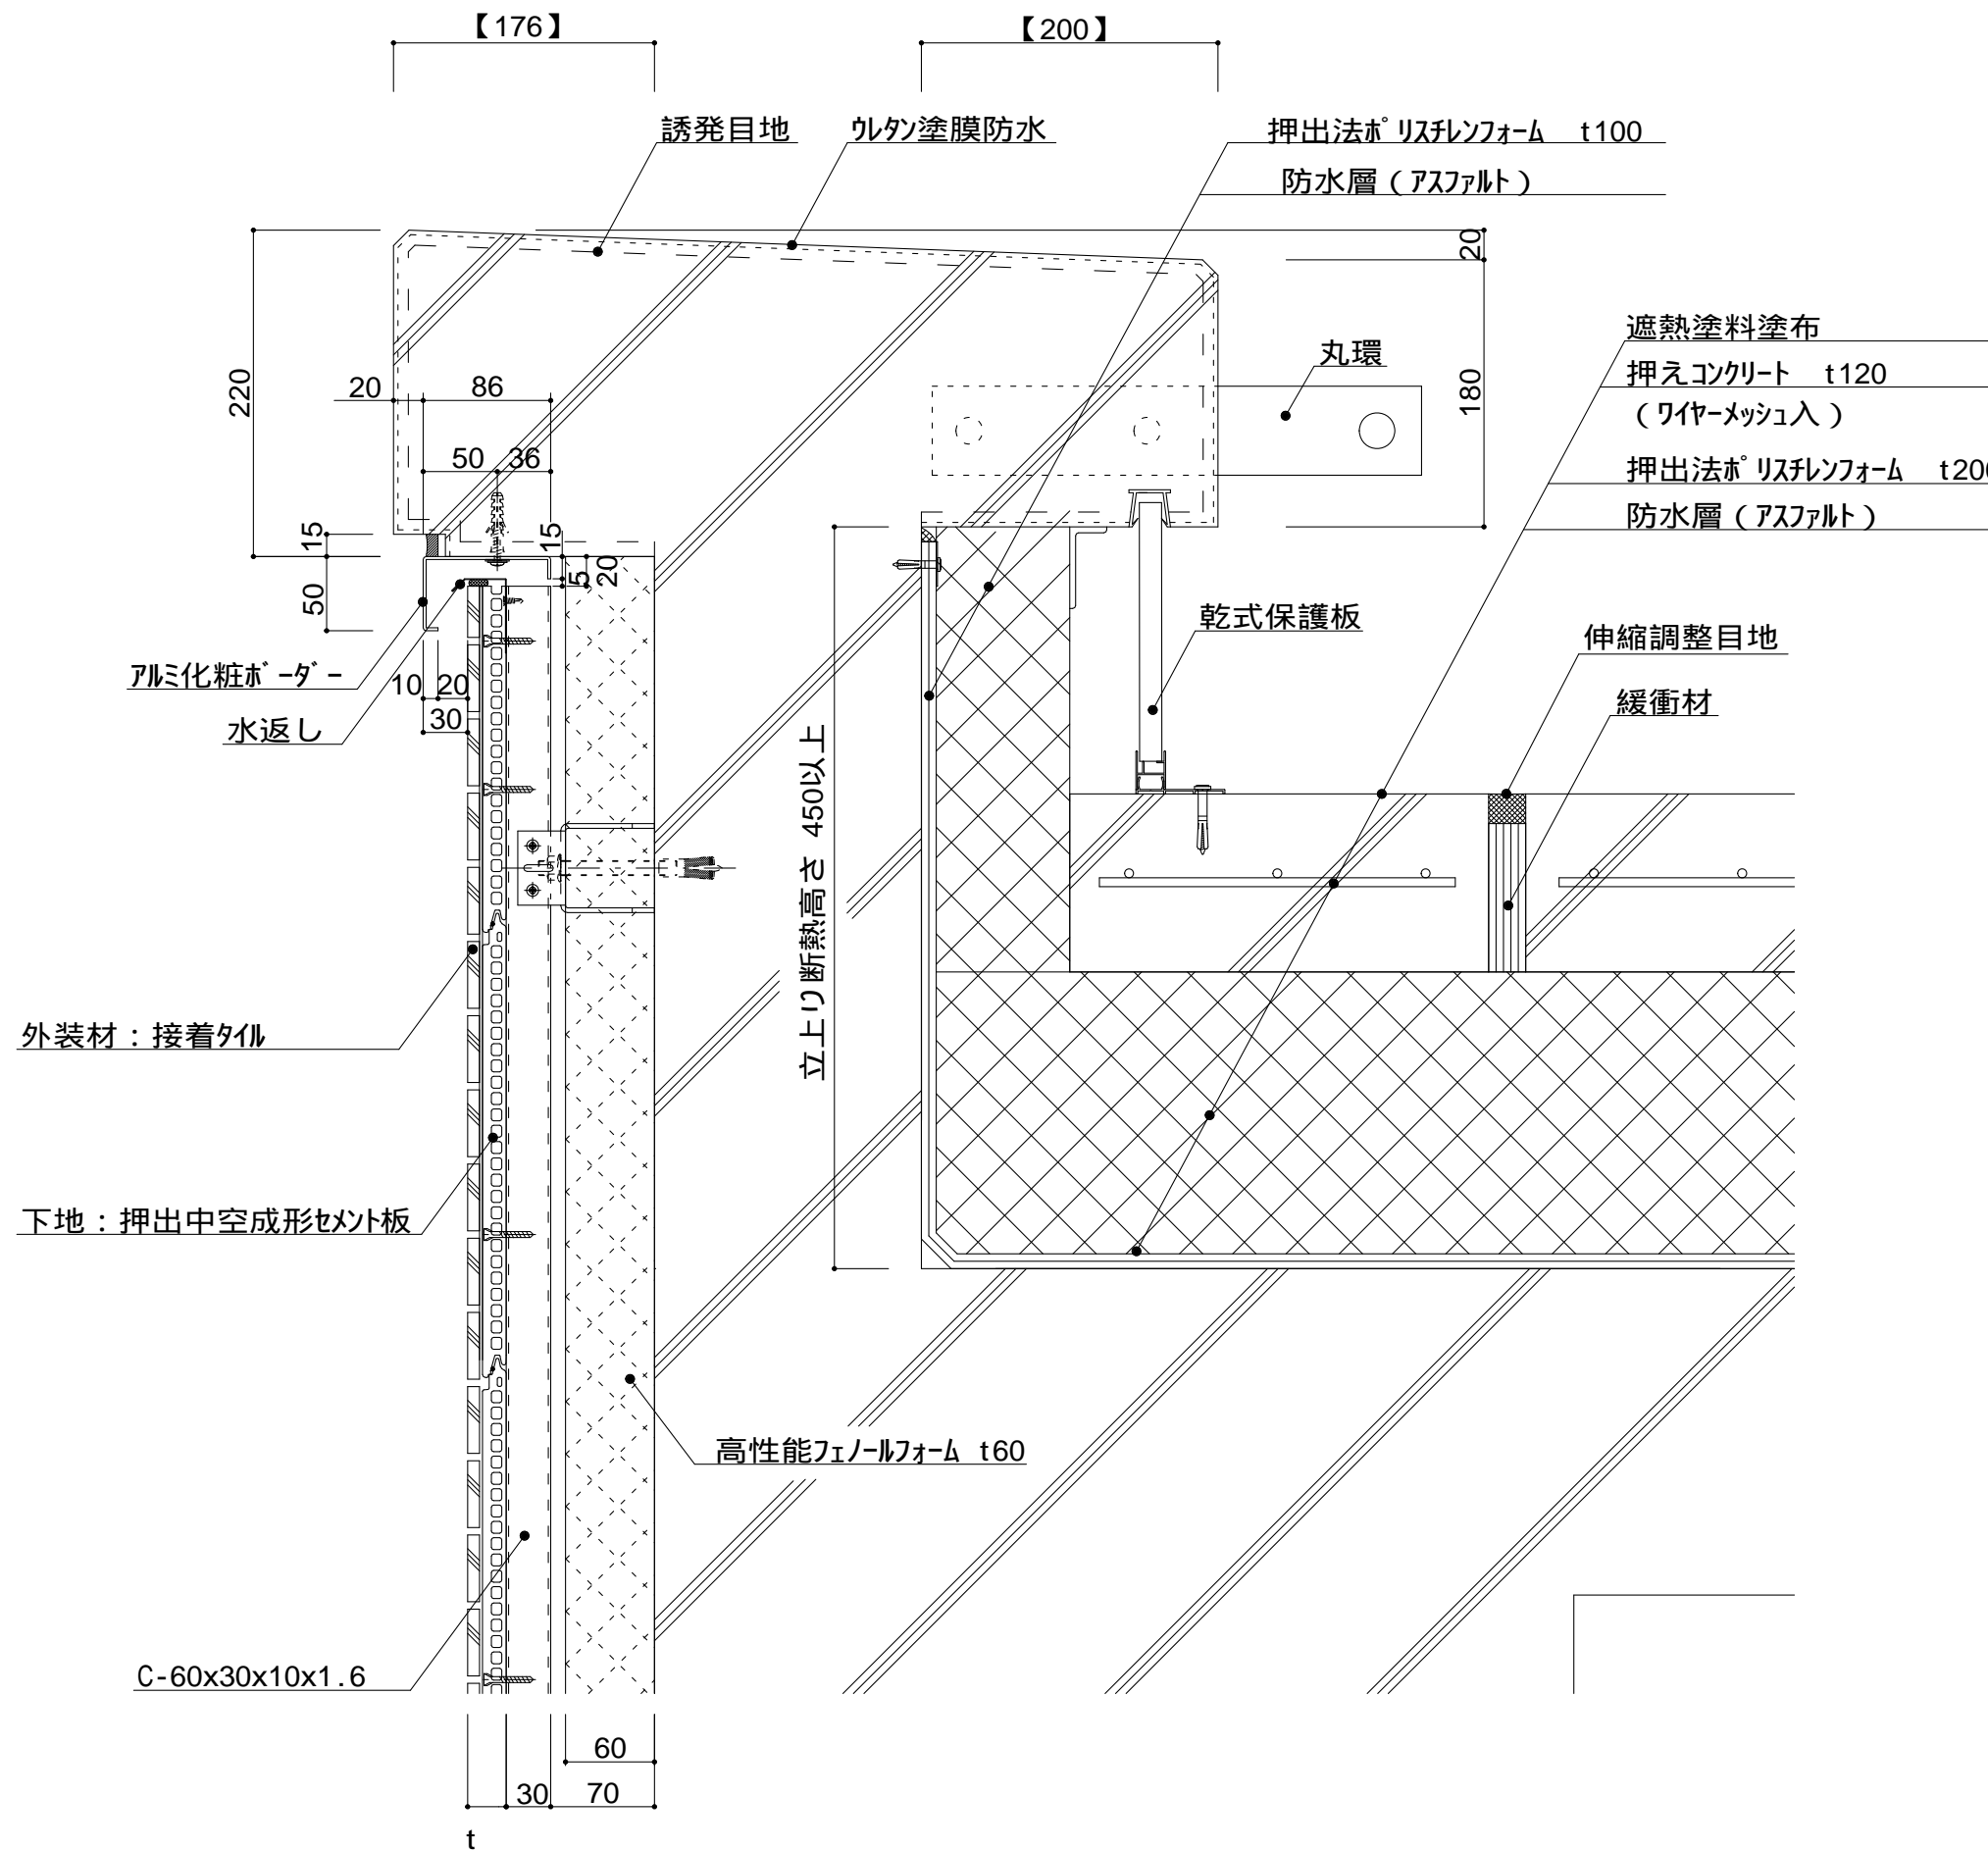 【176】
【200】
誘発目地
ｳﾚﾀﾝ塗膜防水
押出法ﾎﾟﾘｽﾁﾚﾝﾌｫｰﾑ t100
防水層（ｱｽﾌｧﾙﾄ）
20
遮熱塗料塗布
押えｺﾝｸﾘｰﾄ t120
（ﾜｲﾔｰﾒｯｼｭ入）
押出法ﾎﾟﾘｽﾁﾚﾝﾌｫｰﾑ t200
防水層（ｱｽﾌｧﾙﾄ）
丸環
180
220
20
86
50
36
15
50
15
5
20
乾式保護板
伸縮調整目地
緩衝材
ｱﾙﾐ化粧ﾎﾞｰﾀﾞｰ
10
20
30
水返し
立上り断熱高さ 450以上
外装材：接着ﾀｲﾙ
下地：押出中空成形ｾﾒﾝﾄ板
高性能ﾌｪﾉｰﾙﾌｫｰﾑ t60
C-60x30x10x1.6
60
30
70
t